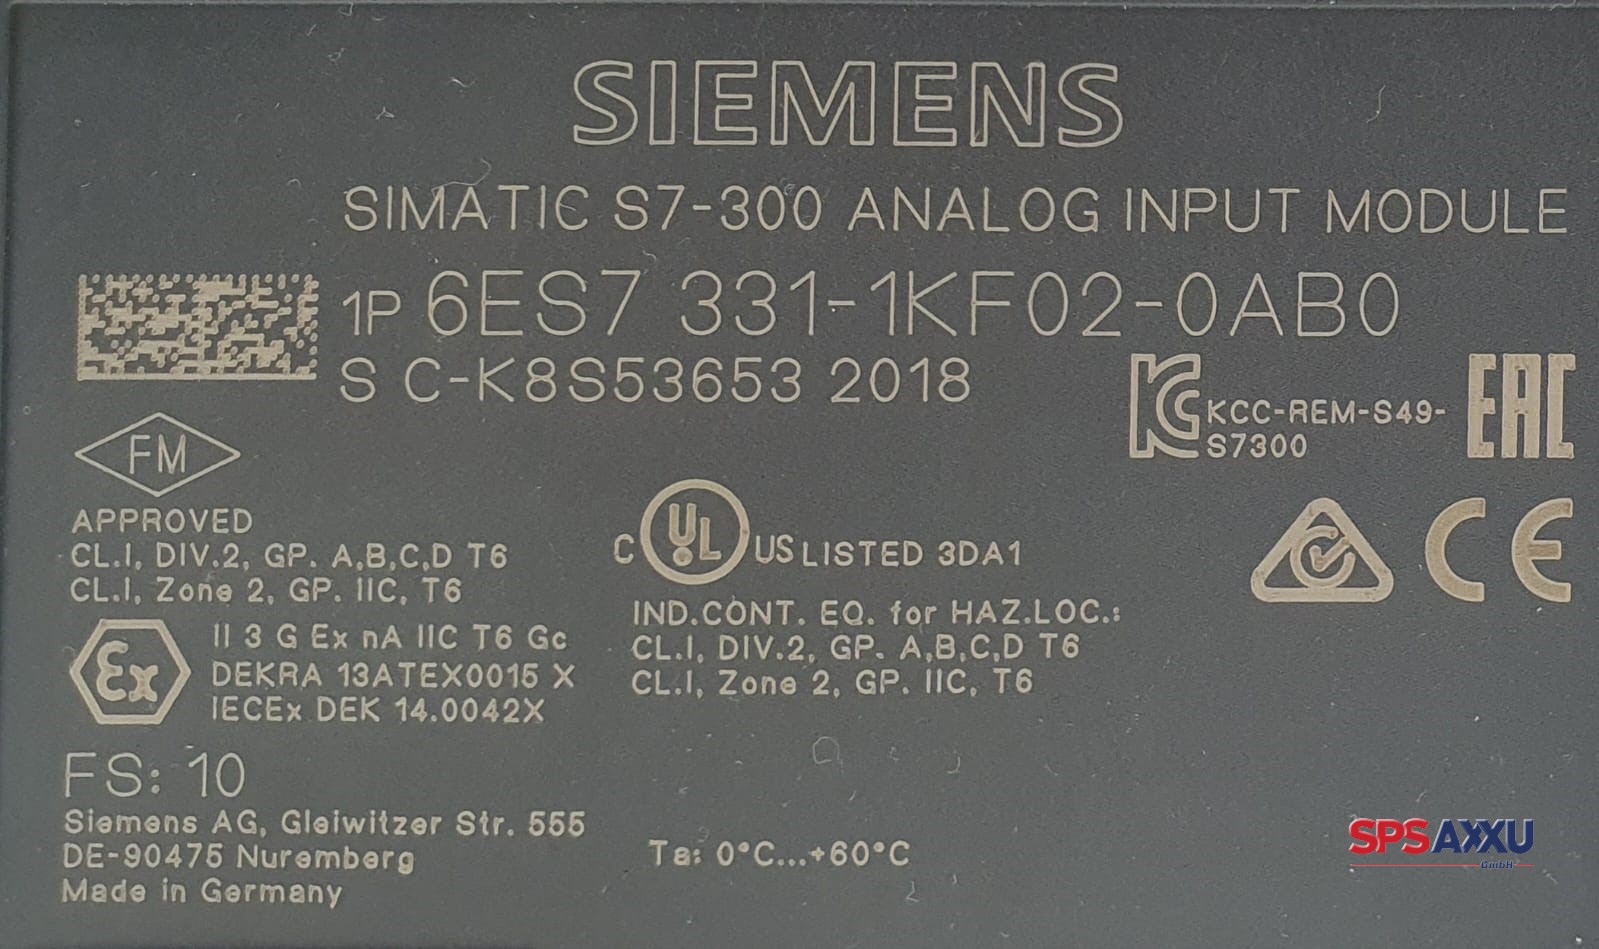 SIEMENS
SIMATIC S7-300 ANALOG INPUT MODULE
1P 6ES7 331-1KF02-0AB0
S C-K8S53653 2018
KCC-REM-S49-
S7300
EAC
FM
APPROVED
CL.I, DIV.2, GP. A,B,C,D T6
CL.I, Zone 2, GP. IIC, T6
C UL US LISTED 3DA1
IND.CONT. EQ. for HAZ.LOC.:
CL.I, DIV.2, GP. A,B,C,D T6
CL.I, Zone 2, GP. IIC, T6
CE
Ex
II 3 G Ex nA IIC T6 Gc
DEKRA 13ATEX0015 X
IECEx DEK 14.0042X
FS: 10
Siemens AG, Gleiwitzer Str. 555
DE-90475 Nuremberg
Made in Germany
Ta: 0°C...+60°C
SPSAXXU
GmbH